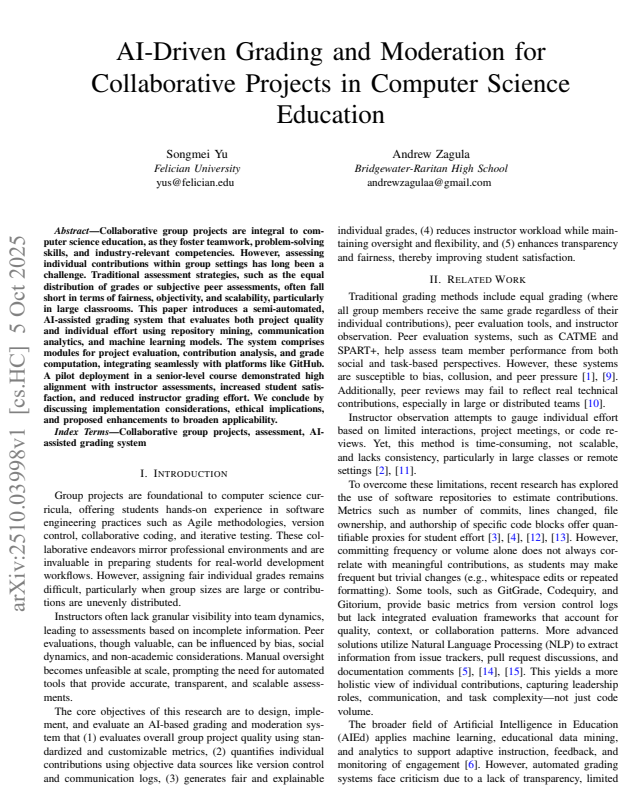 AI-Driven Grading and Moderation for
Collaborative Projects in Computer Science
Education
Songmei Yu
Felician University
yus@felician.edu
Andrew Zagula
Bridgewater-Raritan High School
andrewzagulaa@gmail.com
arXiv:2510.03998v1 [cs.HC] 5 Oct 2025
Abstract—Collaborative group projects are integral to com-
puter science education, as they foster teamwork, problem-solving
skills, and industry-relevant competencies. However, assessing
individual contributions within group settings has long been a
challenge. Traditional assessment strategies, such as the equal
distribution of grades or subjective peer assessments, often fall
short in terms of fairness, objectivity, and scalability, particularly
in large classrooms. This paper introduces a semi-automated,
AI-assisted grading system that evaluates both project quality
and individual effort using repository mining, communication
analytics, and machine learning models. The system comprises
modules for project evaluation, contribution analysis, and grade
computation, integrating seamlessly with platforms like GitHub.
A pilot deployment in a senior-level course demonstrated high
alignment with instructor assessments, increased student satis-
faction, and reduced instructor grading effort. We conclude by
discussing implementation considerations, ethical implications,
and proposed enhancements to broaden applicability.
Index Terms—Collaborative group projects, assessment, AI-
assisted grading system
I. Introduction
Group projects are foundational to computer science cur-
ricula, offering students hands-on experience in software
engineering practices such as Agile methodologies, version
control, collaborative coding, and iterative testing. These col-
laborative endeavors mirror professional environments and are
invaluable in preparing students for real-world development
workflows. However, assigning fair individual grades remains
difficult, particularly when group sizes are large or contribu-
tions are unevenly distributed.
Instructors often lack granular visibility into team dynamics,
leading to assessments based on incomplete information. Peer
evaluations, though valuable, can be influenced by bias, social
dynamics, and non-academic considerations. Manual oversight
becomes unfeasible at scale, prompting the need for automated
tools that provide accurate, transparent, and scalable assess-
ments.
The core objectives of this research are to design, imple-
ment, and evaluate an AI-based grading and moderation sys-
tem that (1) evaluates overall group project quality using stan-
dardized and customizable metrics, (2) quantifies individual
contributions using objective data sources like version control
and communication logs, (3) generates fair and explainable
individual grades, (4) reduces instructor workload while main-
taining oversight and flexibility, and (5) enhances transparency
and fairness, thereby improving student satisfaction.
II. Related Work
Traditional grading methods include equal grading (where
all group members receive the same grade regardless of their
individual contributions), peer evaluation tools, and instructor
observation. Peer evaluation systems, such as CATME and
SPART+, help assess team member performance from both
social and task-based perspectives. However, these systems
are susceptible to bias, collusion, and peer pressure [1], [9].
Additionally, peer reviews may fail to reflect real technical
contributions, especially in large or distributed teams [10].
Instructor observation attempts to gauge individual effort
based on limited interactions, project meetings, or code re-
views. Yet, this method is time-consuming, not scalable,
and lacks consistency, particularly in large classes or remote
settings [2], [11].
To overcome these limitations, recent research has explored
the use of software repositories to estimate contributions.
Metrics such as number of commits, lines changed, file
ownership, and authorship of specific code blocks offer quan-
tifiable proxies for student effort [3], [4], [12], [13]. However,
committing frequency or volume alone does not always cor-
relate with meaningful contributions, as students may make
frequent but trivial changes (e.g., whitespace edits or repeated
formatting). Some tools, such as GitGrade, Codequiry, and
Gitorium, provide basic metrics from version control logs
but lack integrated evaluation frameworks that account for
quality, context, or collaboration patterns. More advanced
solutions utilize Natural Language Processing (NLP) to extract
information from issue trackers, pull request discussions, and
documentation comments [5], [14], [15]. This yields a more
holistic view of individual contributions, capturing leadership
roles, communication, and task complexity—not just code
volume.
The broader field of Artificial Intelligence in Education
(AIEd) applies machine learning, educational data mining,
and analytics to support adaptive instruction, feedback, and
monitoring of engagement [6]. However, automated grading
systems face criticism due to a lack of transparency, limited